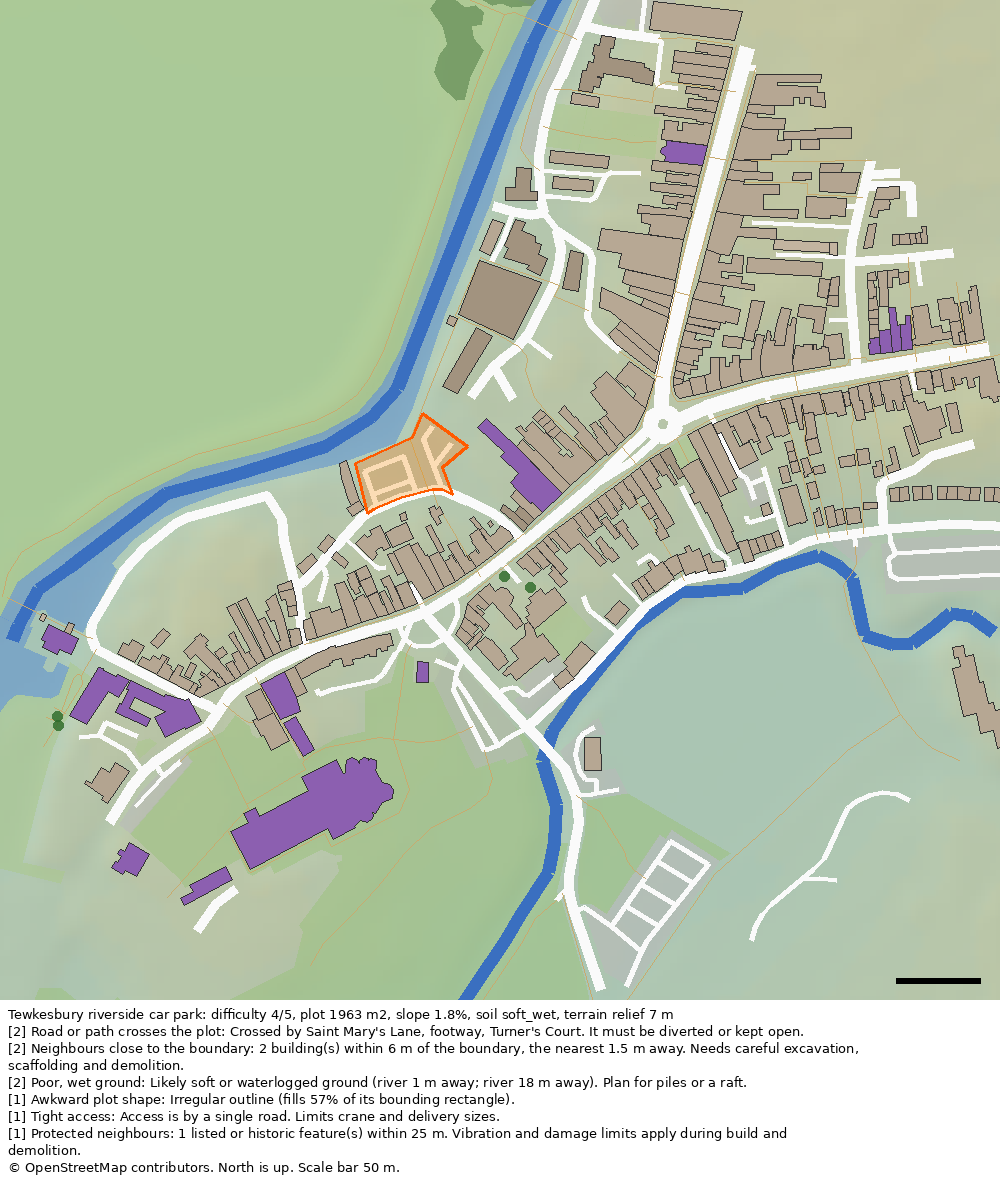 Tewkesbury riverside car park: difficulty 4/5, plot 1963 m2, slope 1.8%, soil soft_wet, terrain relief 7 m
[2] Road or path crosses the plot: Crossed by Saint Mary's Lane, footway, Turner's Court. It must be diverted or kept open.
[2] Neighbours close to the boundary: 2 building(s) within 6 m of the boundary, the nearest 1.5 m away. Needs careful excavation,
scaffolding and demolition.
[2] Poor, wet ground: Likely soft or waterlogged ground (river 1 m away; river 18 m away). Plan for piles or a raft.
[1] Awkward plot shape: Irregular outline (fills 57% of its bounding rectangle).
[1] Tight access: Access is by a single road. Limits crane and delivery sizes.
[1] Protected neighbours: 1 listed or historic feature(s) within 25 m. Vibration and damage limits apply during build and
demolition.
© OpenStreetMap contributors. North is up. Scale bar 50 m.